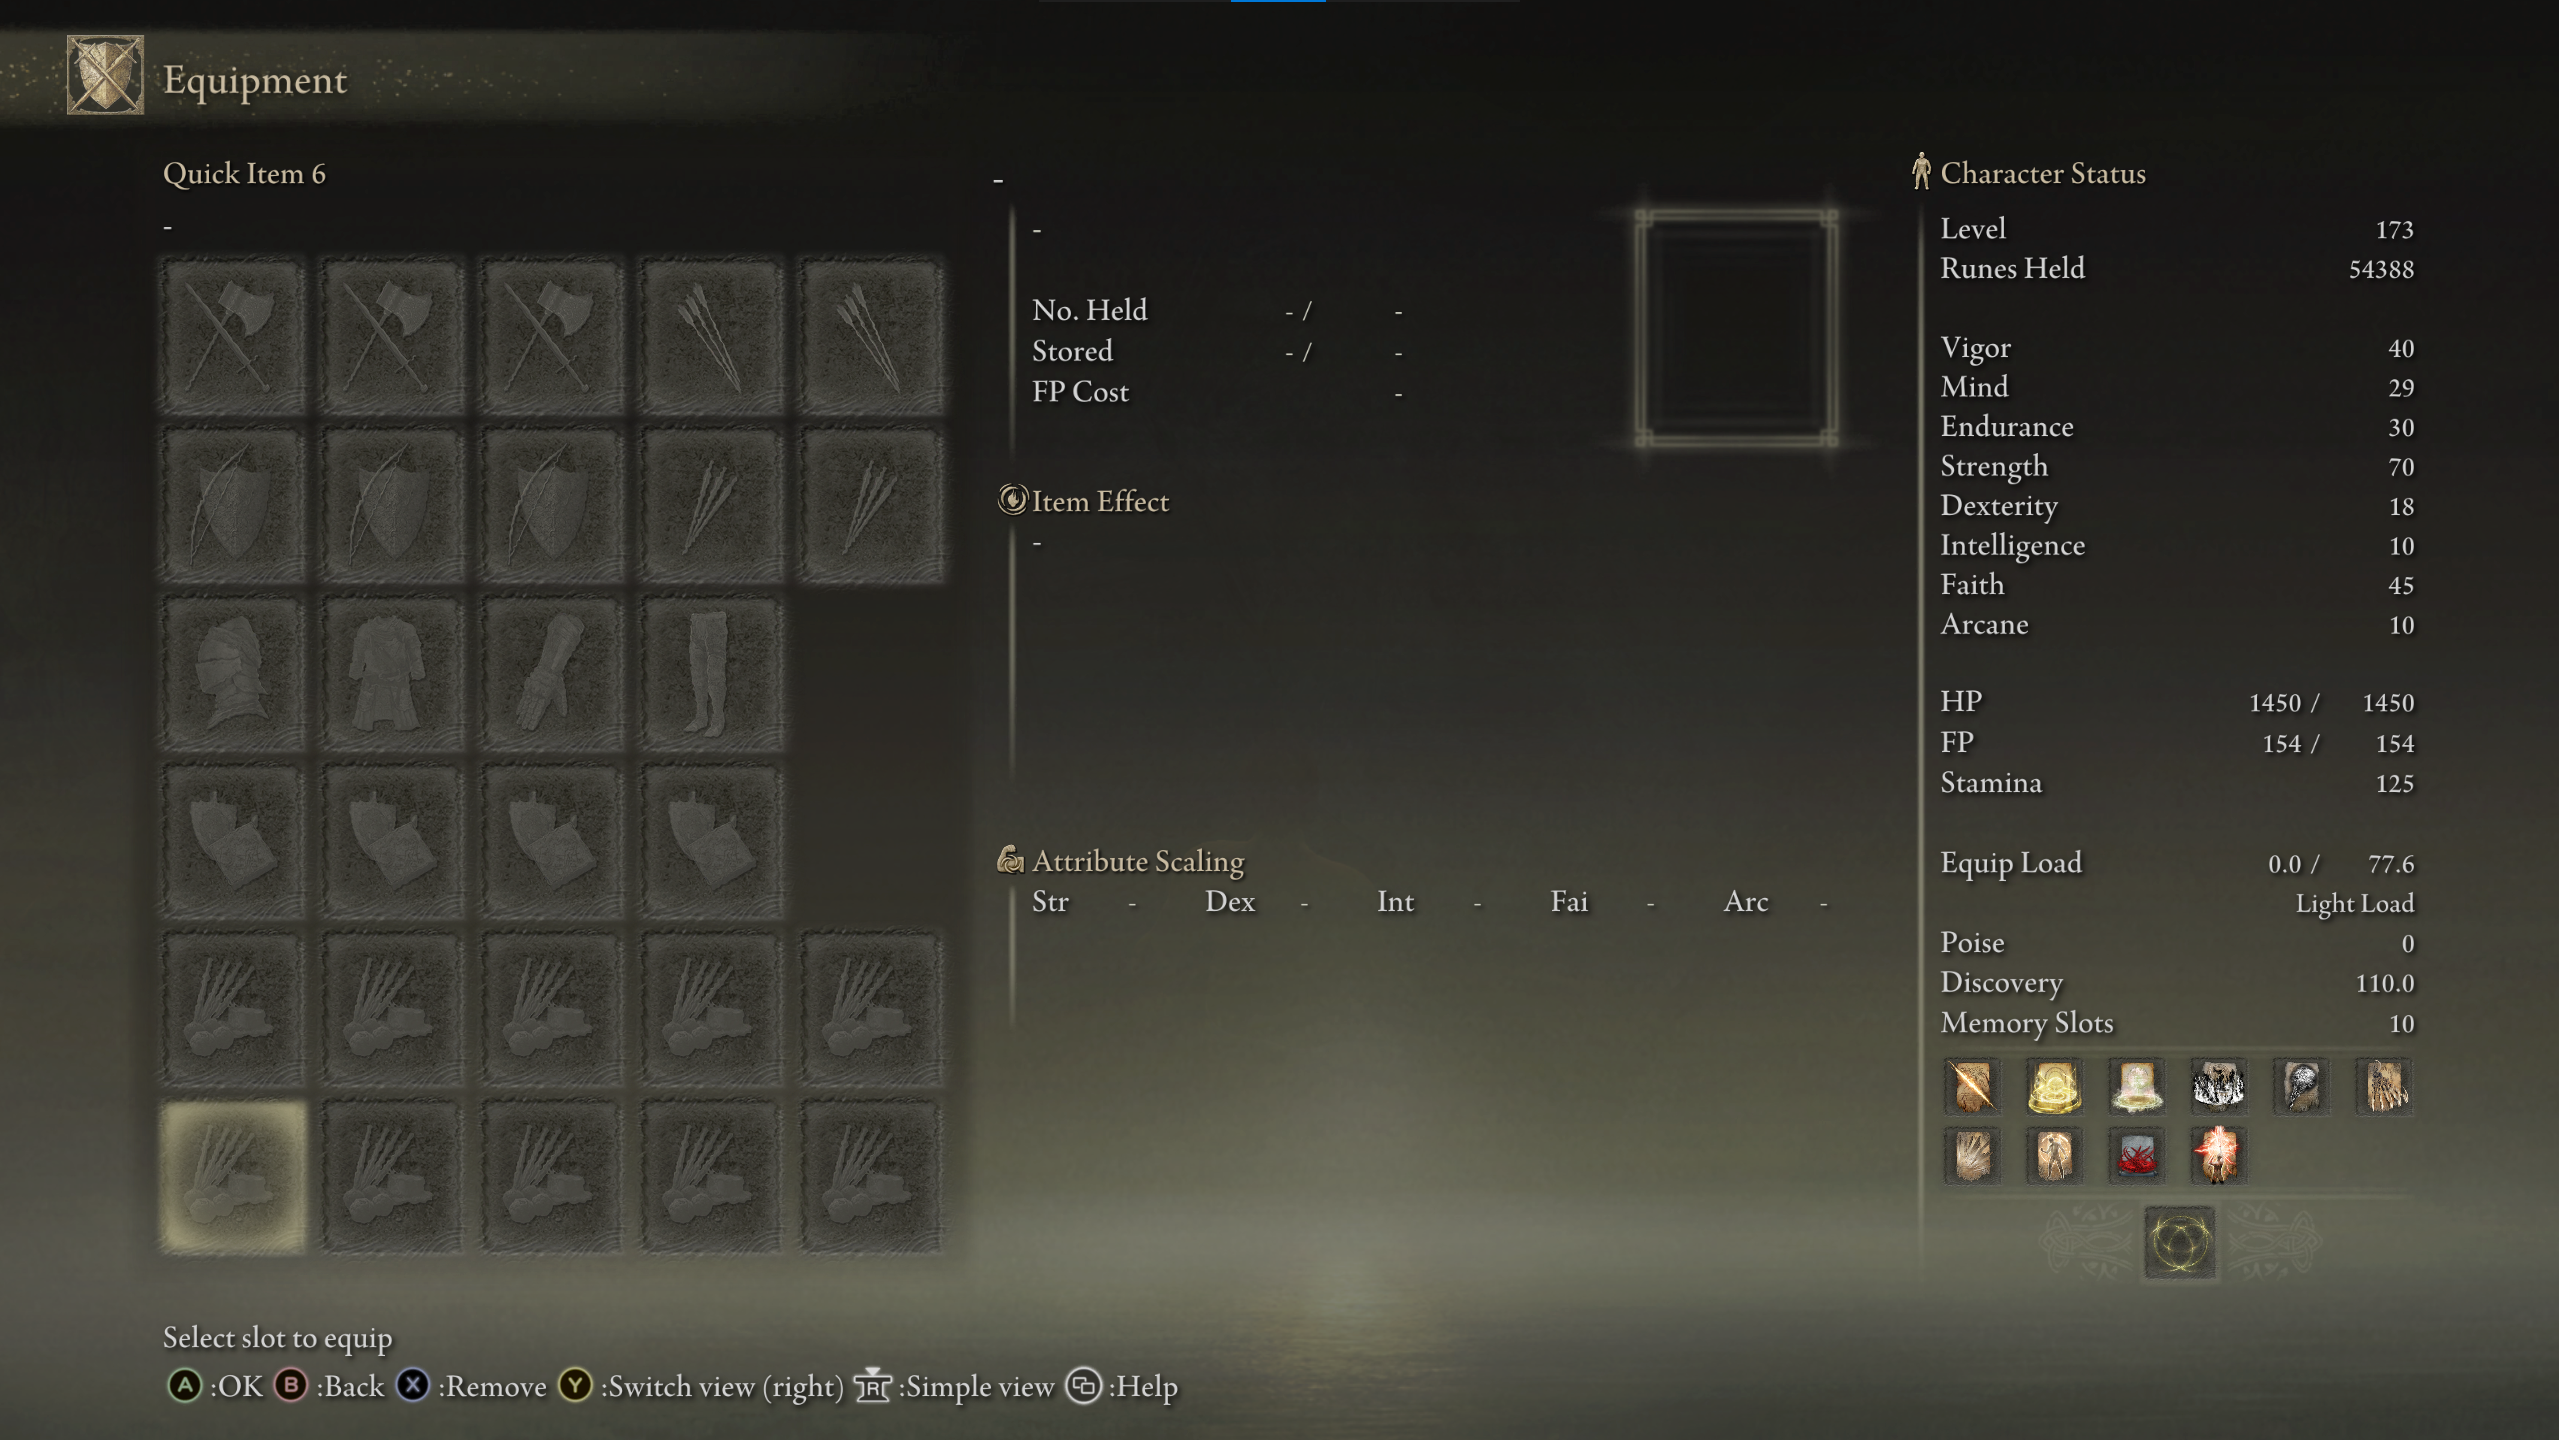 Equipment
Quick Item 6
-
-
-
No. Held - / -
Stored - / -
FP Cost -
Item Effect
-
Attribute Scaling
Str - Dex - Int - Fai - Arc -
Character Status
Level 173
Runes Held 54388
Vigor 40
Mind 29
Endurance 30
Strength 70
Dexterity 18
Intelligence 10
Faith 45
Arcane 10
HP 1450 / 1450
FP 154 / 154
Stamina 125
Equip Load 0.0 / 77.6
Light Load
Poise 0
Discovery 110.0
Memory Slots 10
Select slot to equip
A :OK B :Back X :Remove Y :Switch view (right) R :Simple view :Help